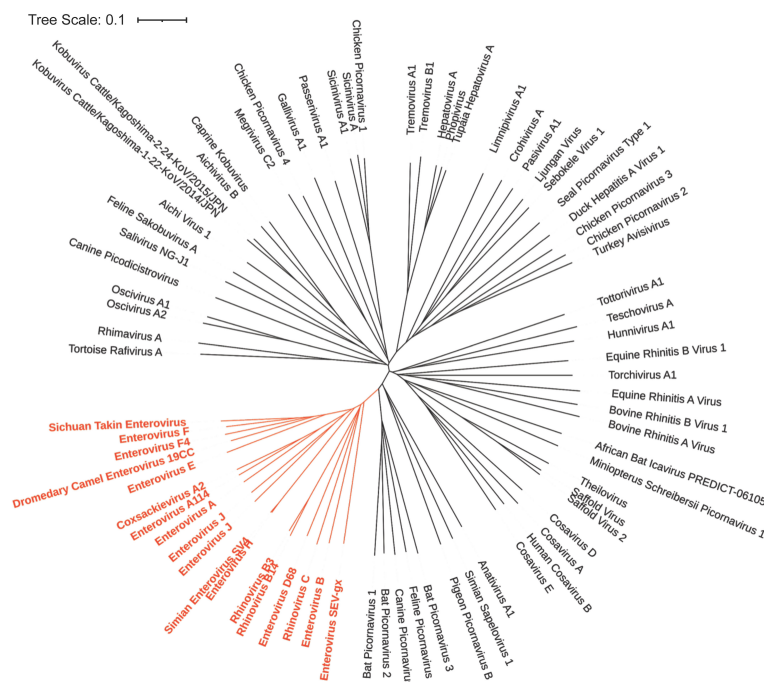 Tree Scale: 0.1
Chicken Picornavirus 1
Sicinivirus A
Sicinivirus A1
Passerivirus A1
Gallivirus A1
Chicken Picornavirus 4
Megrivirus C2
Kobuvirus Cattle/Kagoshima-2-24-KoV/2015/JPN
Kobuvirus Cattle/Kagoshima-1-22-KoV/2014/JPN
Caprine Kobuvirus
Aichivirus B
Aichi Virus 1
Feline Sakobuvirus A
Salivirus NG-J1
Canine Picodicistrovirus
Oscivirus A1
Oscivirus A2
Rhimavirus A
Tortoise Rafivirus A
Sichuan Takin Enterovirus
Enterovirus F
Enterovirus F4
Dromedary Camel Enterovirus 19CC
Enterovirus E
Coxsackievirus A2
Enterovirus A114
Enterovirus A
Enterovirus J
Enterovirus J
Simian Enterovirus SV4
Enterovirus
Rhinovirus B3
Rhinovirus B14
Enterovirus D68
Rhinovirus C
Enterovirus B
Enterovirus SEV-gx
Bat Picornavirus 1
Bat Picornavirus 2
Canine Picornaviru
Feline Picornavirus
Bat Picornavirus 3
Pigeon Picornavirus B
Simian Sapelovirus 1
Anativirus A1
Cosavirus E
Human Cosavirus B
Cosavirus A
Cosavirus D
Saffold Virus 2
Saffold Virus
Theilovirus
Miniopterus Schreibersii Picornavirus 1
African Bat Icavirus PREDICT-06105
Bovine Rhinitis A Virus
Bovine Rhinitis B Virus 1
Equine Rhinitis A Virus
Torchivirus A1
Equine Rhinitis B Virus 1
Hunnivirus A1
Teschovirus A
Tottorivirus A1
Turkey Avisivirus
Chicken Picornavirus 2
Chicken Picornavirus 3
Duck Hepatitis A Virus 1
Seal Picornavirus Type 1
Sebokele Virus 1
Ljungan Virus
Pasivirus A1
Crohivirus A
Limnipivirus A1
Tupaia Hepatovirus A
Phopivirus
Hepatovirus A
Tremovirus B1
Tremovirus A1